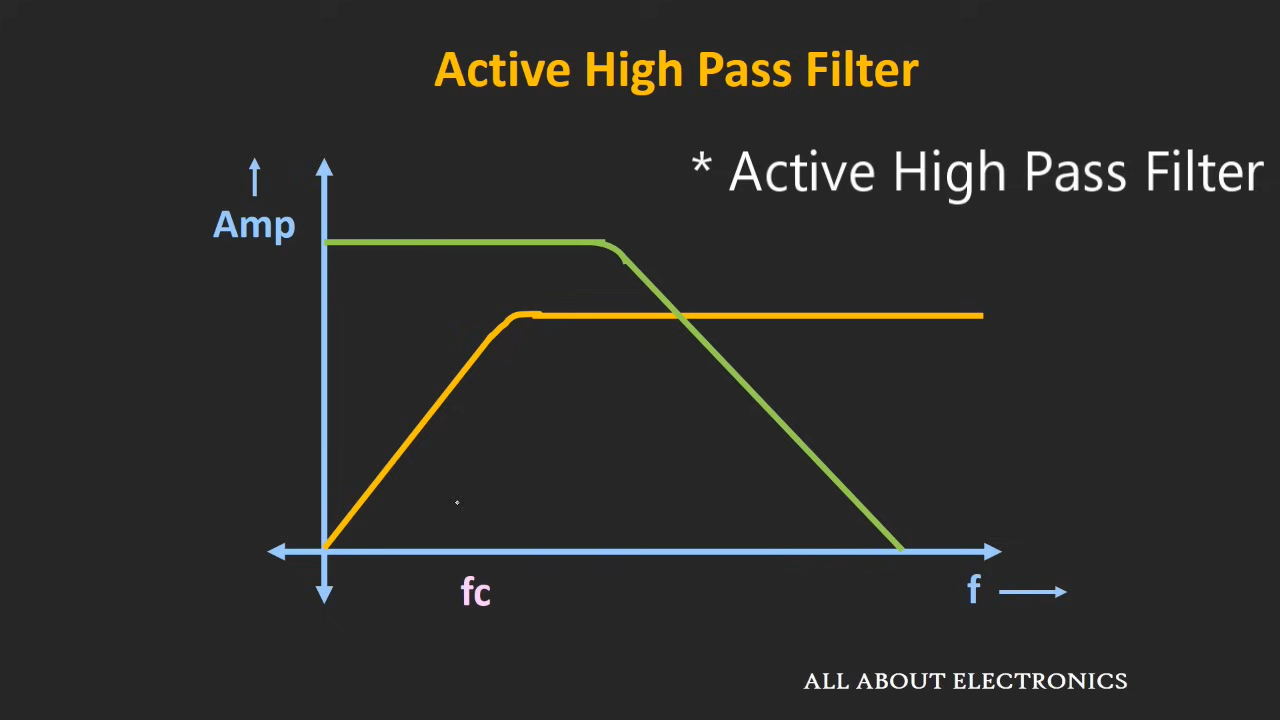 Active High Pass Filter
* Active High Pass Filter
Amp
fc
f
ALL ABOUT ELECTRONICS